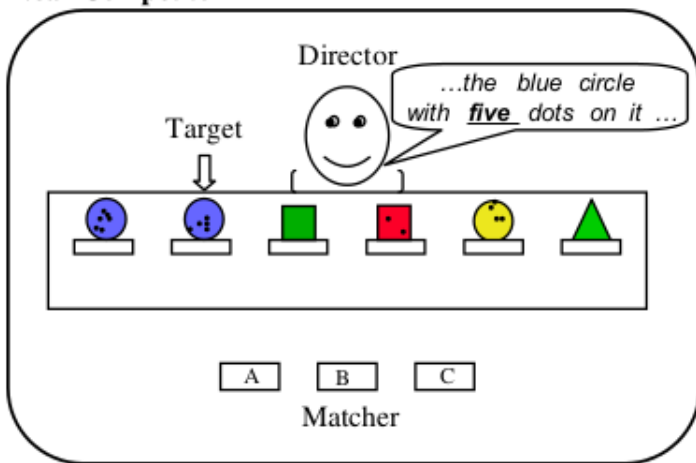 Director
…the blue circle
with five dots on it …
Target
A B C
Matcher